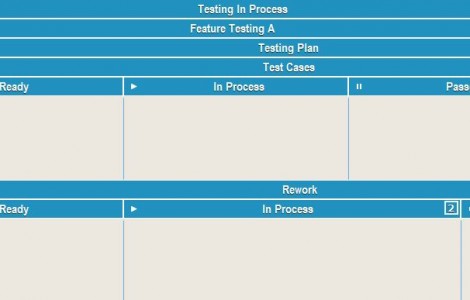 Testing In Process
Feature Testing A
Testing Plan
Test Cases
Ready In Process Pass
Rework
Ready In Process 2